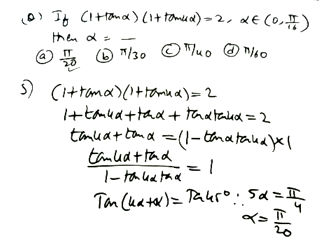 Q) If (1+tanα)(1+tan4α)=2, α∈(0,π/16)
then α = —
ⓐ π/20 ⓑ π/30 ⓒ π/40 ⓓ π/60
S) (1+tanα)(1+tan4α)=2
1+tan4α+tanα+tanαtan4α=2
tan4α+tanα=(1-tanαtan4α)×1
(tan4α+tanα)/(1-tan4αtanα)=1
Tan(4α+α)=Tan45° ∴ 5α=π/4
α=π/20